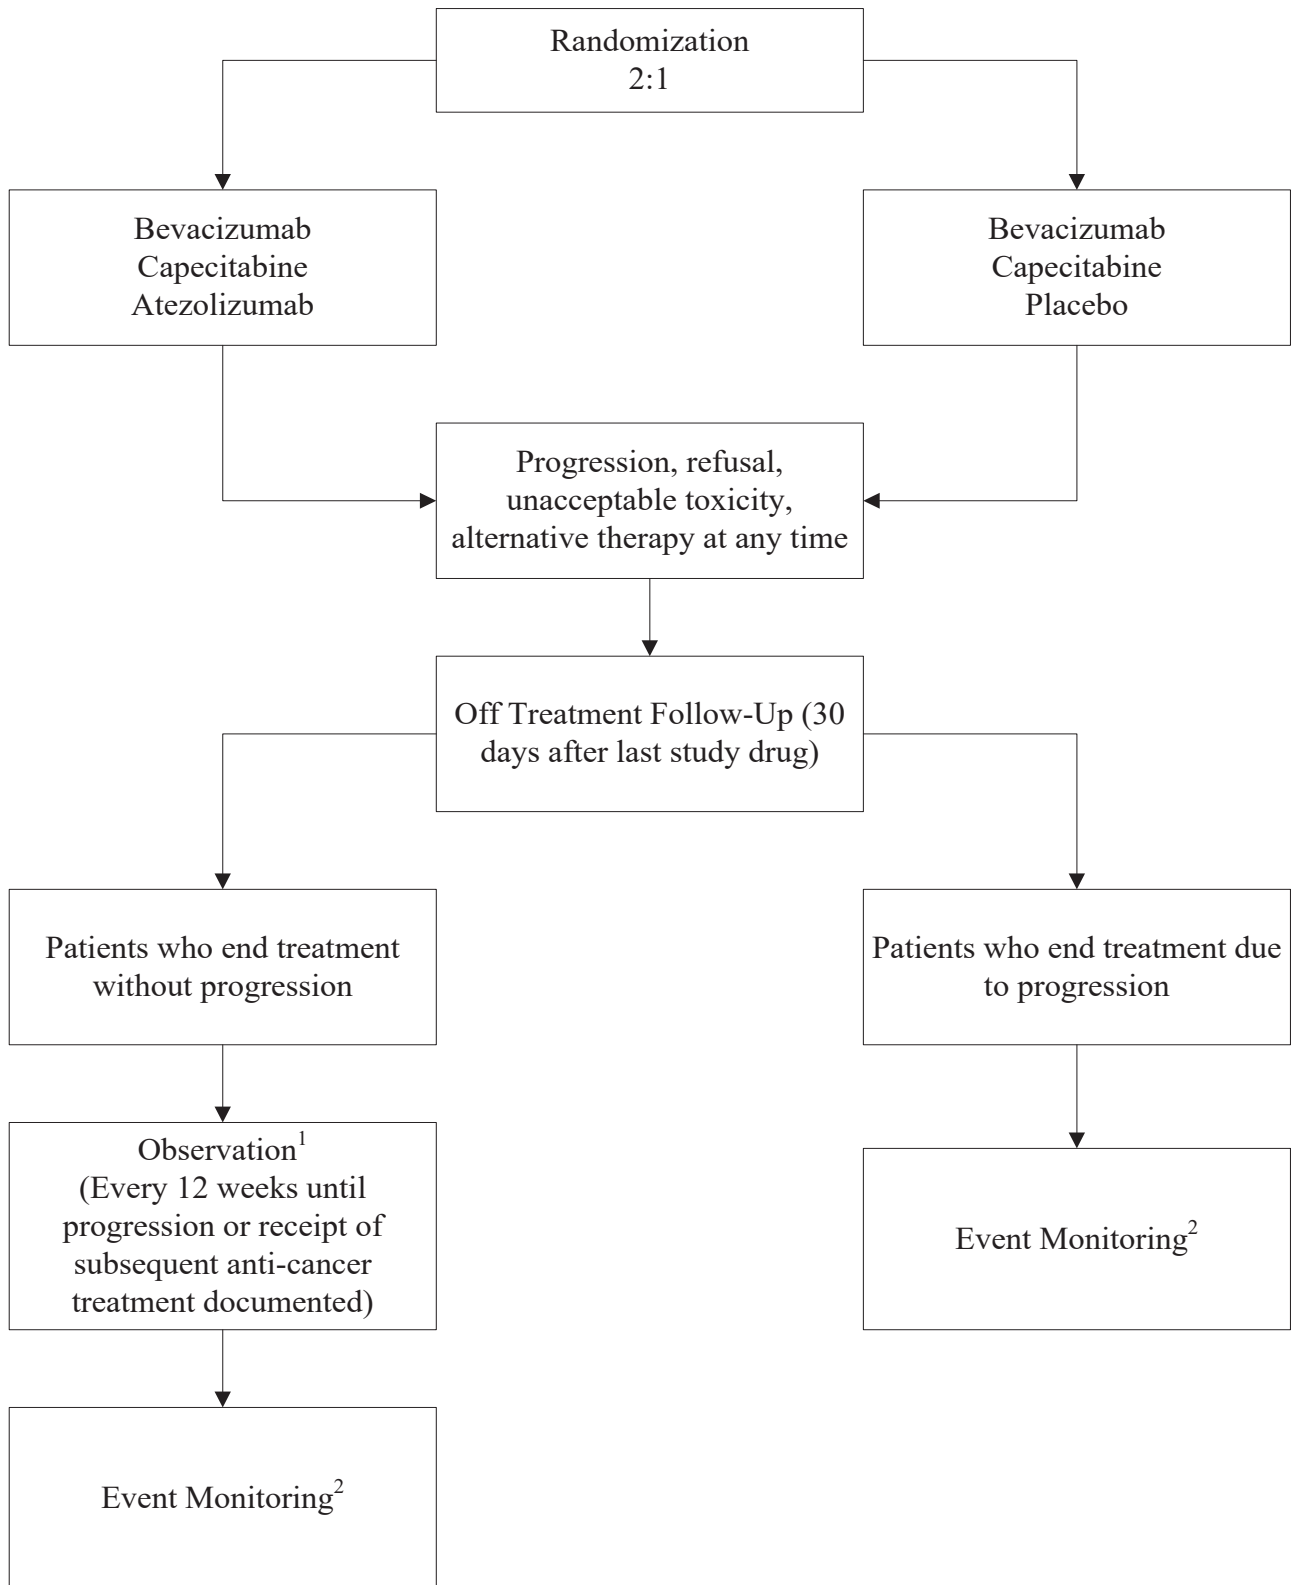 Randomization
2:1
Bevacizumab
Capecitabine
Atezolizumab
Bevacizumab
Capecitabine
Placebo
Progression, refusal,
unacceptable toxicity,
alternative therapy at any time
Off Treatment Follow-Up (30
days after last study drug)
Patients who end treatment
without progression
Patients who end treatment due
to progression
Observation¹
(Every 12 weeks until
progression or receipt of
subsequent anti-cancer
treatment documented)
Event Monitoring²
Event Monitoring²